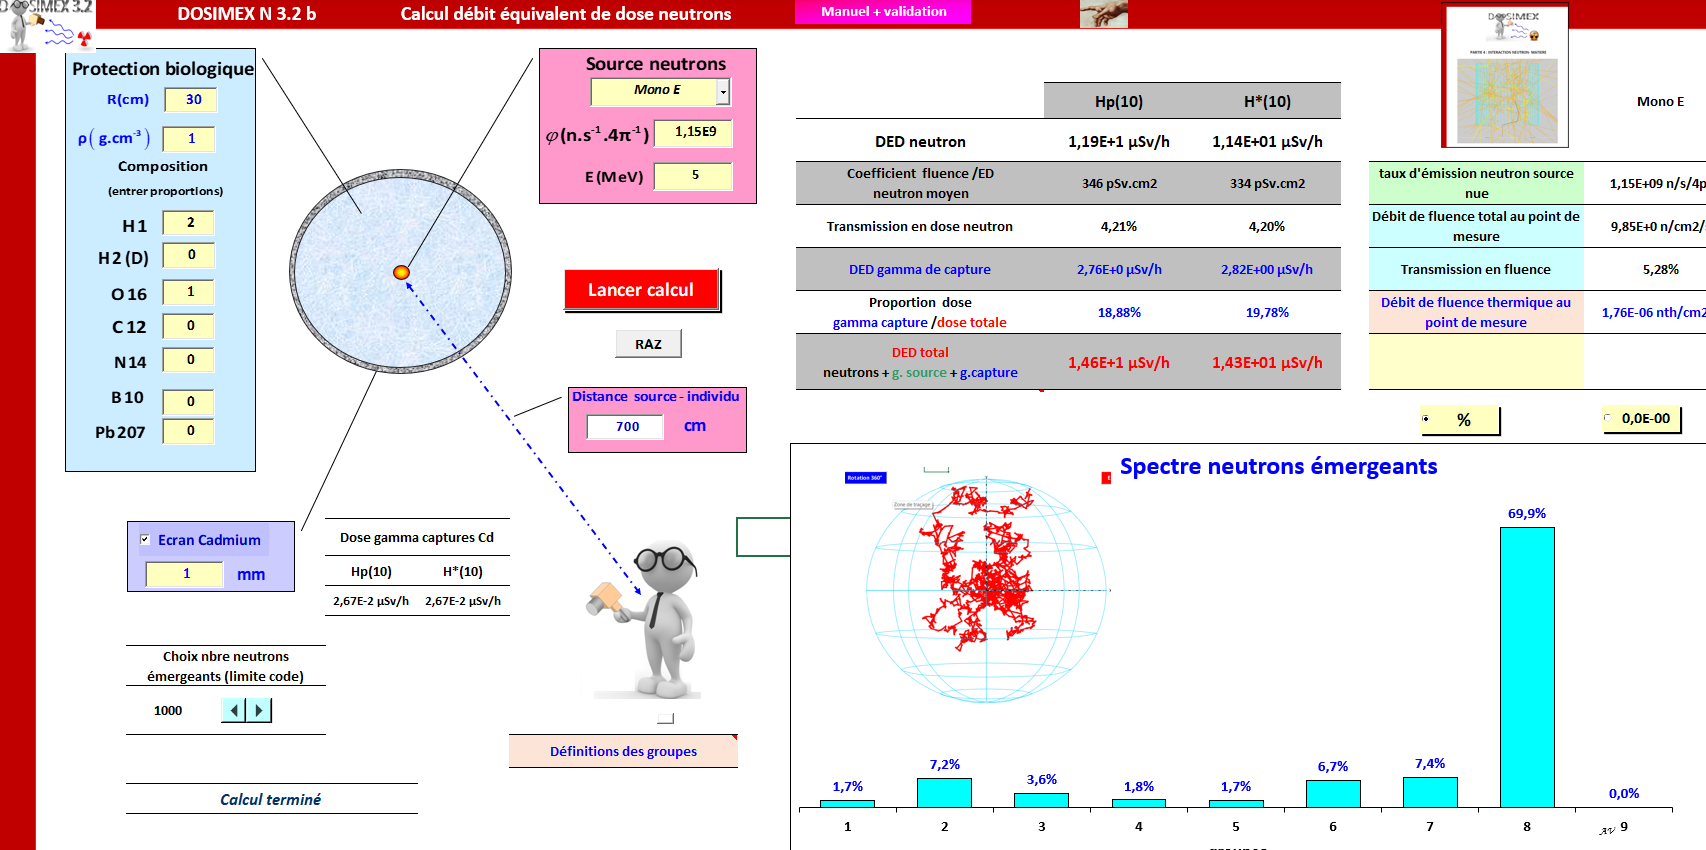 DOSIMEX 3.2
DOSIMEX N 3.2 b
Calcul débit équivalent de dose neutrons
Manuel + validation
Protection biologique
R(cm) 30
ρ( g.cm-3 ) 1
Composition
(entrer proportions)
H1 2
H2 (D) 0
O 16 1
C 12 0
N14 0
B 10 0
Pb 207 0
Source neutrons
Mono E
φ(n.s-1.4π-1) 1,15E9
E (MeV) 5
Lancer calcul
RAZ
Distance source - individu
700 cm
Ecran Cadmium
1 mm
Dose gamma captures Cd
Hp(10) H*(10)
2,67E-2 µSv/h 2,67E-2 µSv/h
Choix nbre neutrons
émergeants (limite code)
1000
Définitions des groupes
Calcul terminé
Hp(10) H*(10)
DED neutron 1,19E+1 µSv/h 1,14E+01 µSv/h
Coefficient fluence /ED
neutron moyen 346 pSv.cm2 334 pSv.cm2
Transmission en dose neutron 4,21% 4,20%
DED gamma de capture 2,76E+0 µSv/h 2,82E+00 µSv/h
Proportion dose
gamma capture /dose totale 18,88% 19,78%
DED total
neutrons + g. source + g.capture 1,46E+1 µSv/h 1,43E+01 µSv/h
DOSIMEX
PARTIE 4 : INTERACTION NEUTRON MATIERE
Mono E
taux d'émission neutron source
nue 1,15E+09 n/s/4p
Débit de fluence total au point de
mesure 9,85E+0 n/cm2/
Transmission en fluence 5,28%
Débit de fluence thermique au
point de mesure 1,76E-06 nth/cm2
%
0,0E-00
Spectre neutrons émergeants
Rotation 360°
Zone de traçage
1,7% 7,2% 3,6% 1,8% 1,7% 6,7% 7,4% 69,9% 0,0%
1 2 3 4 5 6 7 8 9